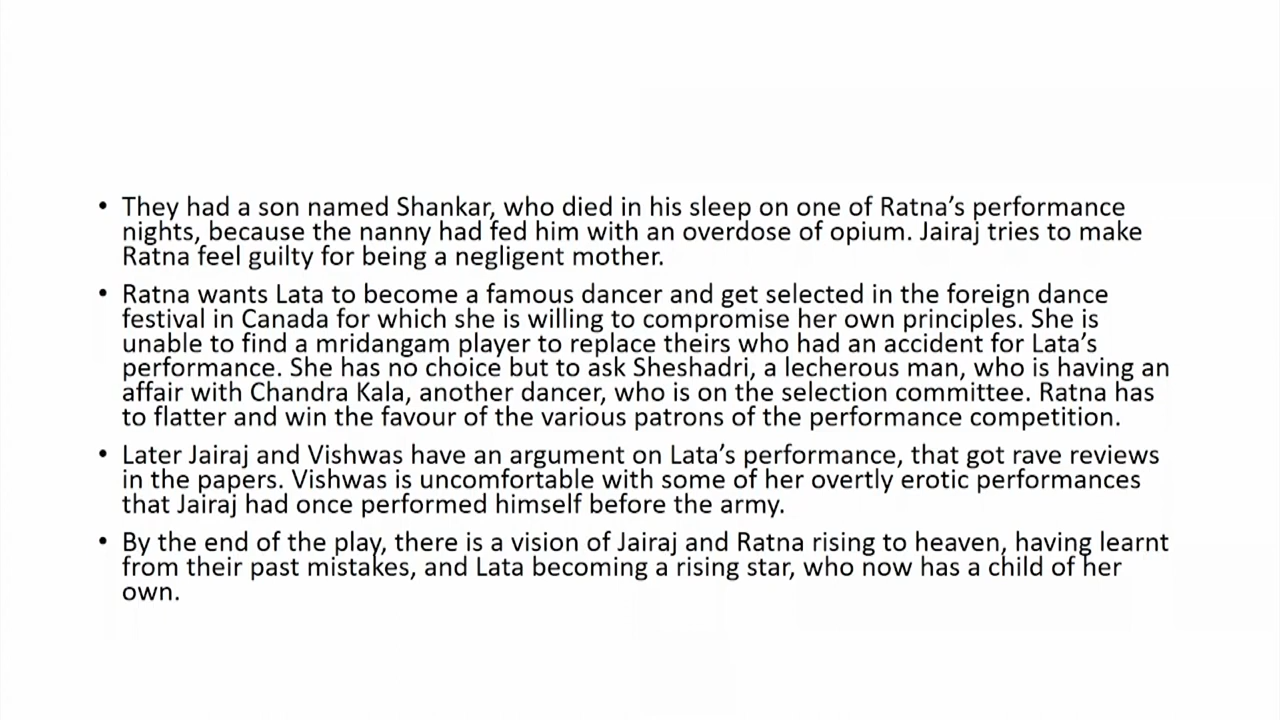 • They had a son named Shankar, who died in his sleep on one of Ratna’s performance
nights, because the nanny had fed him with an overdose of opium. Jairaj tries to make
Ratna feel guilty for being a negligent mother.
• Ratna wants Lata to become a famous dancer and get selected in the foreign dance
festival in Canada for which she is willing to compromise her own principles. She is
unable to find a mridangam player to replace theirs who had an accident for Lata’s
performance. She has no choice but to ask Sheshadri, a lecherous man, who is having an
affair with Chandra Kala, another dancer, who is on the selection committee. Ratna has
to flatter and win the favour of the various patrons of the performance competition.
• Later Jairaj and Vishwas have an argument on Lata’s performance, that got rave reviews
in the papers. Vishwas is uncomfortable with some of her overtly erotic performances
that Jairaj had once performed himself before the army.
• By the end of the play, there is a vision of Jairaj and Ratna rising to heaven, having learnt
from their past mistakes, and Lata becoming a rising star, who now has a child of her
own.